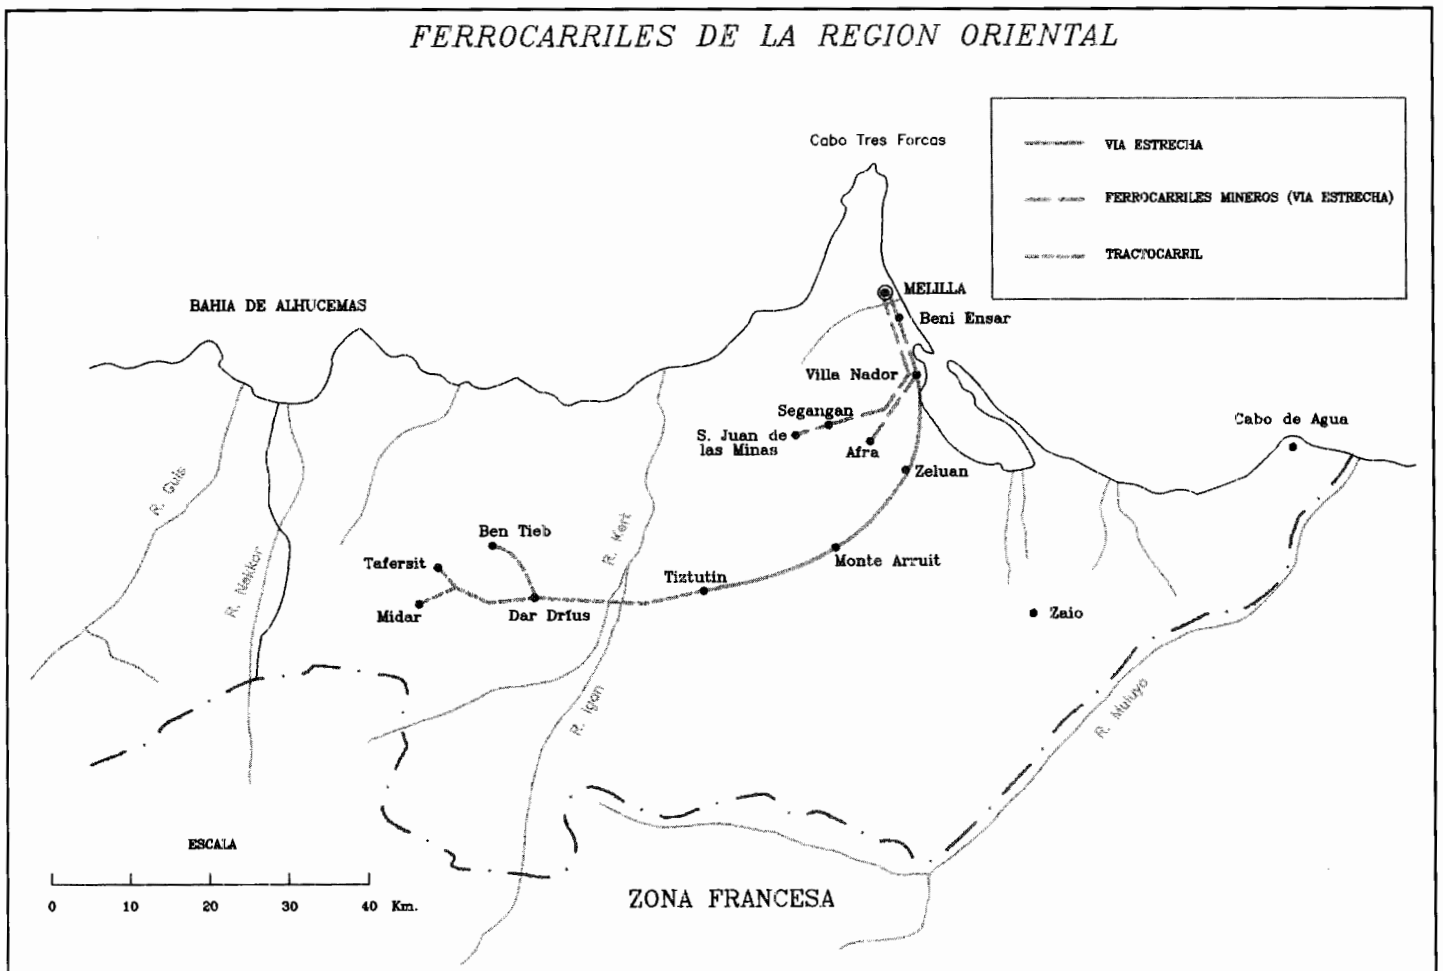 FERROCARRILES DE LA REGION ORIENTAL
Cabo Tres Forcas
VIA ESTRECHA
FERROCARRILES MINEROS (VIA ESTRECHA)
TRACTOCARRIL
MELILLA
BAHIA DE ALHUCEMAS
Beni Ensar
Villa Nador
Segangan
Cabo de Agua
S. Juan de
las Minas
Afra
Zeluan
R. Guis
Ben Tieb
R. Kert
Tafersit
Monte Arruit
R. Nekkor
Tiztutin
Midar
Dar Dríus
Zaio
R. Igan
R. Muluya
ESCALA
0 10 20 30 40 Km.
ZONA FRANCESA